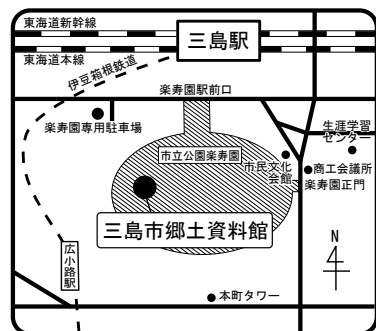 東海道新幹線
三島駅
東海道本線
伊豆箱根鉄道
楽寿園駅前口
楽寿園専用駐車場
生涯学習
センター
市立公園楽寿園
市民文化
会館
商工会議所
楽寿園正門
三島市郷土資料館
N
広小路駅
本町タワー